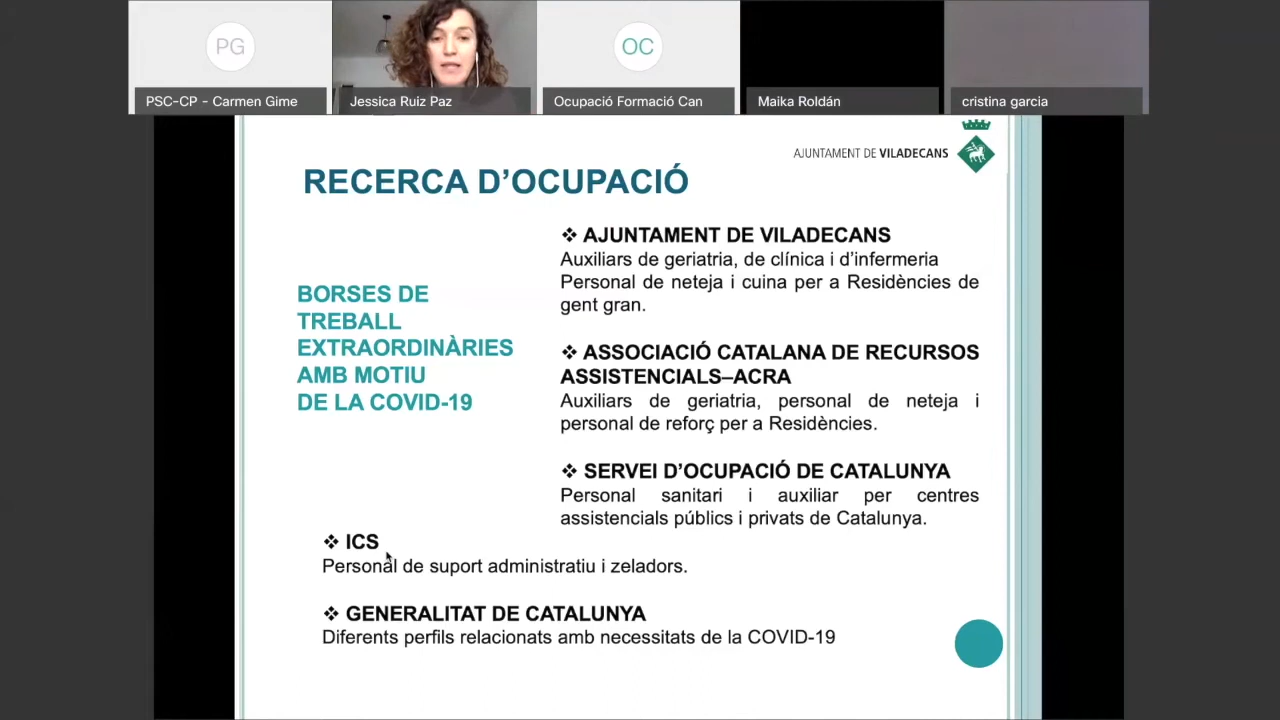 PG
OC
PSC-CP - Carmen Gime
Jessica Ruiz Paz
Ocupació Formació Can
Maika Roldán
cristina garcia
AJUNTAMENT DE VILADECANS
RECERCA D'OCUPACIÓ
BORSES DE
TREBALL
EXTRAORDINÀRIES
AMB MOTIU
DE LA COVID-19
❖ AJUNTAMENT DE VILADECANS
Auxiliars de geriatria, de clínica i d'infermeria
Personal de neteja i cuina per a Residències de
gent gran.
❖ ASSOCIACIÓ CATALANA DE RECURSOS
ASSISTENCIALS–ACRA
Auxiliars de geriatria, personal de neteja i
personal de reforç per a Residències.
❖ SERVEI D'OCUPACIÓ DE CATALUNYA
Personal sanitari i auxiliar per centres
assistencials públics i privats de Catalunya.
❖ ICS
Personal de suport administratiu i zeladors.
❖ GENERALITAT DE CATALUNYA
Diferents perfils relacionats amb necessitats de la COVID-19